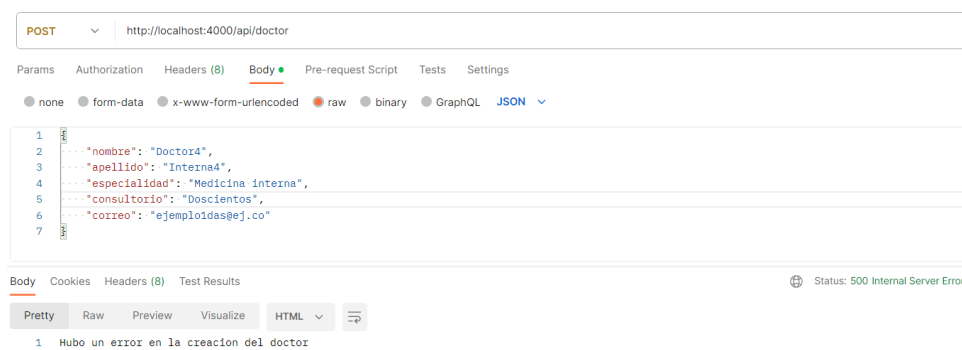 POST http://localhost:4000/api/doctor
Params Authorization Headers (8) Body Pre-request Script Tests Settings
none form-data x-www-form-urlencoded raw binary GraphQL JSON
1 {
2 "nombre": "Doctor4",
3 "apellido": "Interna4",
4 "especialidad": "Medicina interna",
5 "consultorio": "Doscientos",
6 "correo": "ejemplo1das@ej.co"
7 }
Body Cookies Headers (8) Test Results Status: 500 Internal Server Error
Pretty Raw Preview Visualize HTML
1 Hubo un error en la creacion del doctor